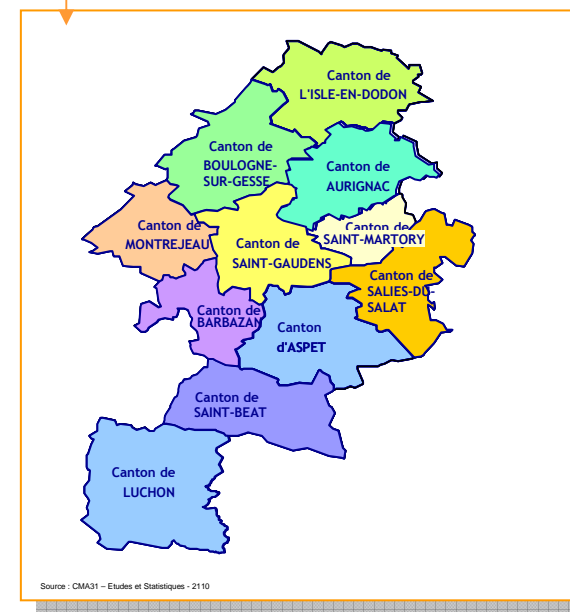 Canton de
L'ISLE-EN-DODON
Canton de
BOULOGNE-
SUR-GESSE
Canton de
AURIGNAC
Canton de
MONTREJEAU
Canton de
SAINT-GAUDENS
Canton de
SAINT-MARTORY
Canton de
SALIES-DU-
SALAT
Canton de
BARBAZAN
Canton
d'ASPET
Canton de
SAINT-BEAT
Canton de
LUCHON
Source : CMA31 – Etudes et Statistiques - 2110